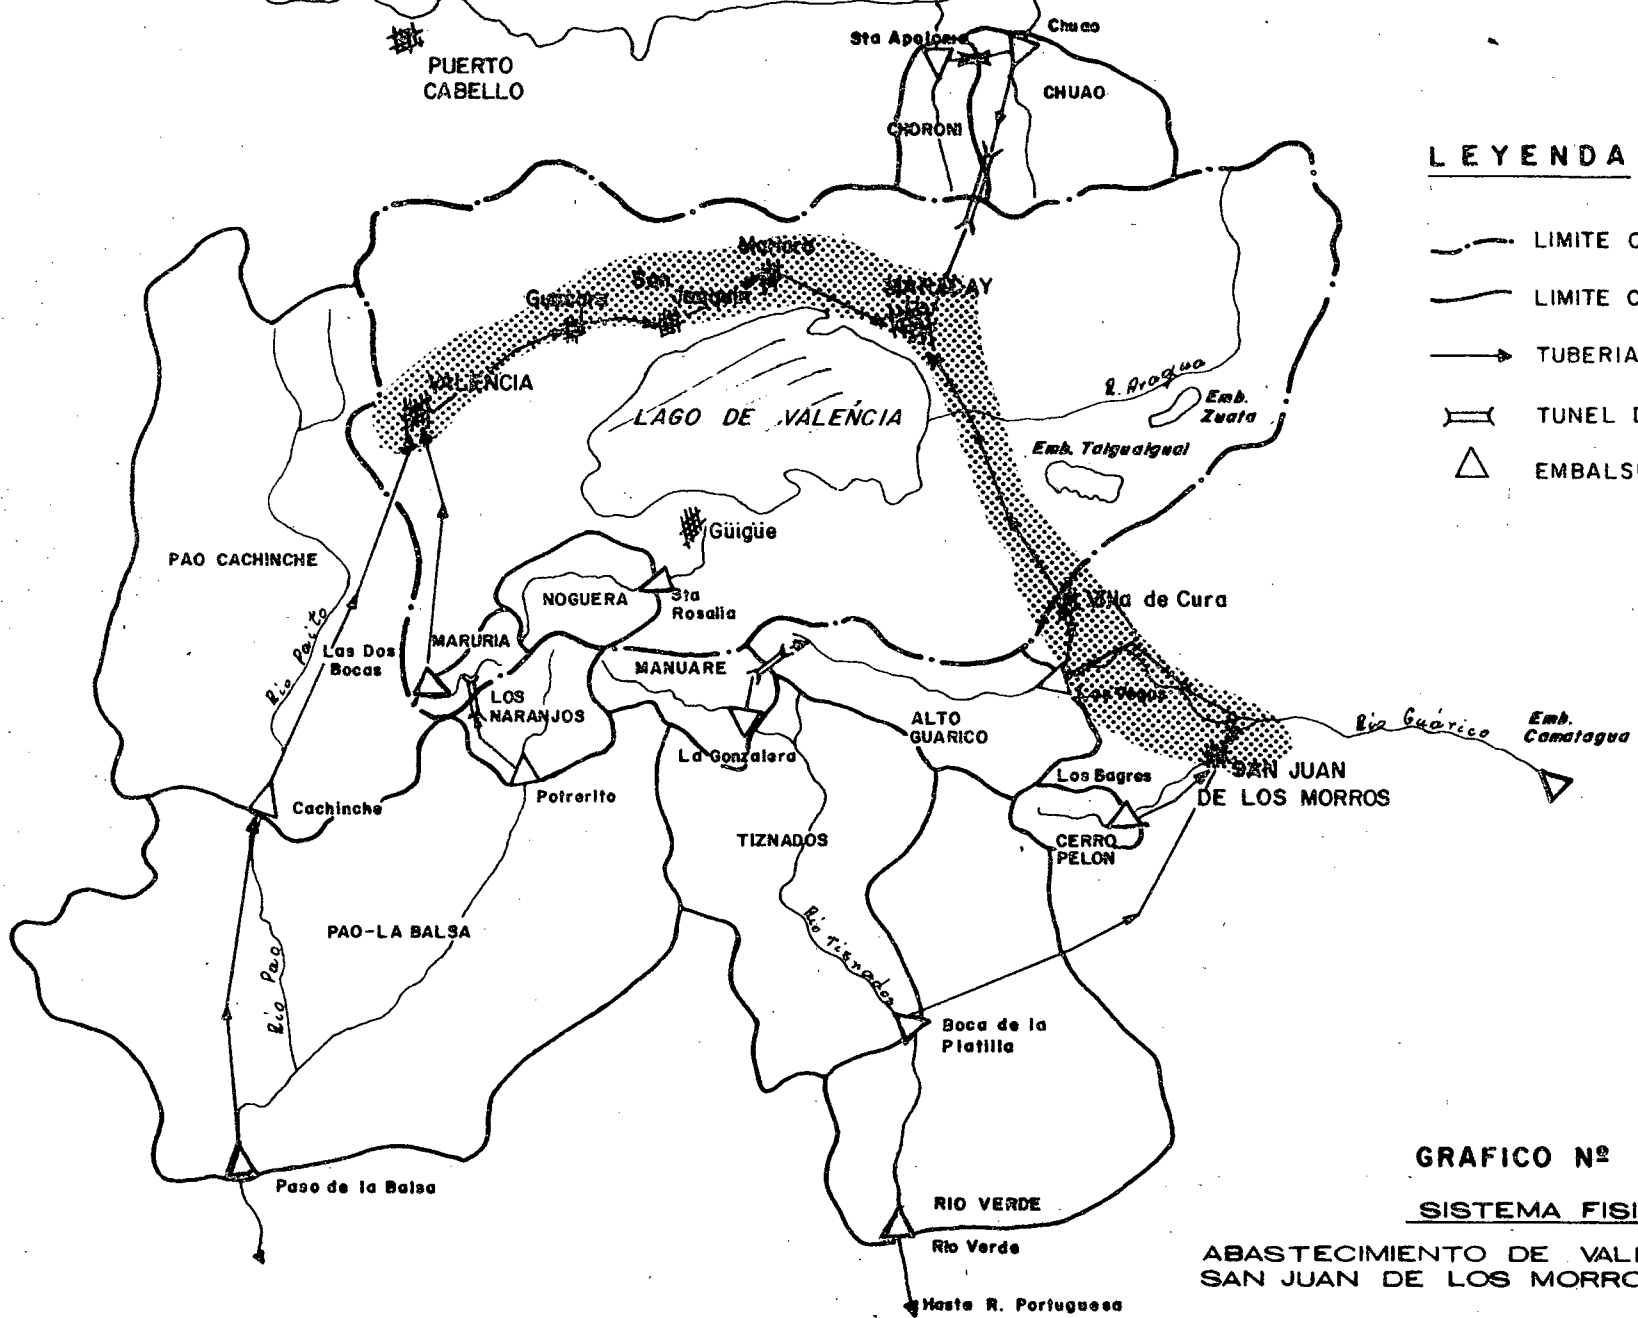 PUERTO
CABELLO
Sta Apolonia
Chuao
CHUAO
CHORONI
LEYENDA
LIMITE
LIMITE
TUBERIA
TUNEL
EMBALS
Mariara
San
Joaquin
Guacara
MARACAY
VALENCIA
LAGO DE VALENCIA
R. Aragua
Emb.
Zuata
Emb. Taiguaigual
Güigüe
PAO CACHINCHE
NOGUERA
Sta
Rosalia
Villa de Cura
MARURIA
Las Dos
Bocas
Rio Paito
MANUARE
LOS
NARANJOS
ALTO
GUARICO
La Gonzalera
Rio Guárico
Emb.
Camatagua
Los Bagres
SAN JUAN
DE LOS MORROS
Cachinche
Potrerito
TIZNADOS
CERRO
PELON
PAO-LA BALSA
Rio Pao
Rio Tiznados
Boca de la
Platilla
Paso de la Balsa
RIO VERDE
Rio Verde
Hasta R. Portuguesa
GRAFICO Nº
SISTEMA FISI
ABASTECIMIENTO DE VAL
SAN JUAN DE LOS MORRO